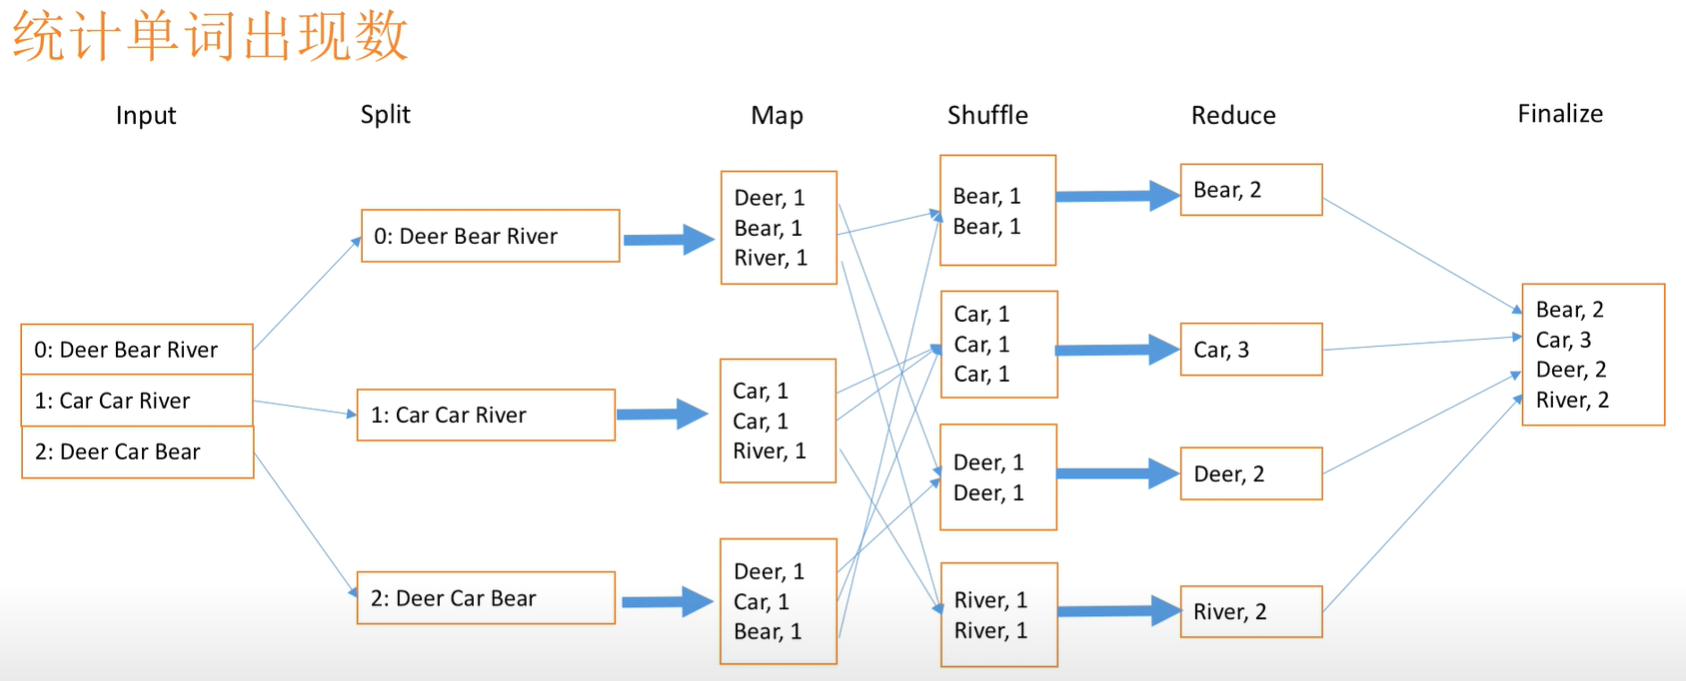 统计单词出现数
Input
Split
Map
Shuffle
Reduce
Finalize
0: Deer Bear River
1: Car Car River
2: Deer Car Bear
0: Deer Bear River
1: Car Car River
2: Deer Car Bear
Deer, 1
Bear, 1
River, 1
Car, 1
Car, 1
River, 1
Deer, 1
Car, 1
Bear, 1
Bear, 1
Bear, 1
Car, 1
Car, 1
Car, 1
Deer, 1
Deer, 1
River, 1
River, 1
Bear, 2
Car, 3
Deer, 2
River, 2
Bear, 2
Car, 3
Deer, 2
River, 2